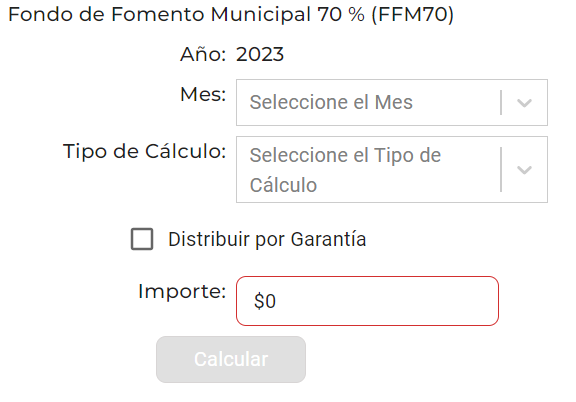 Fondo de Fomento Municipal 70 % (FFM70)
Año: 2023
Mes: Seleccione el Mes
Tipo de Cálculo: Seleccione el Tipo de
Cálculo
Distribuir por Garantía
Importe: $0
Calcular